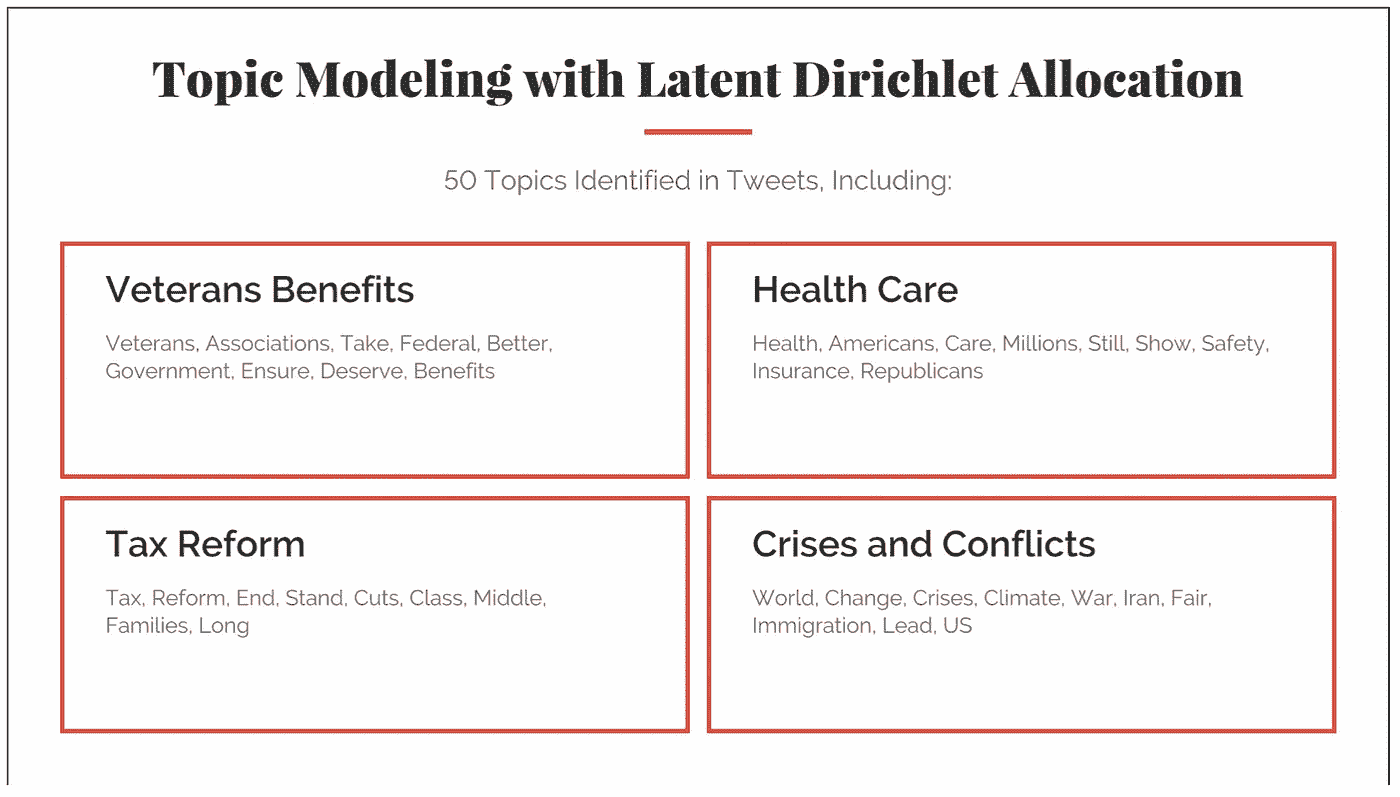 Topic Modeling with Latent Dirichlet Allocation
50 Topics Identified in Tweets, Including:
Veterans Benefits
Veterans, Associations, Take, Federal, Better,
Government, Ensure, Deserve, Benefits
Health Care
Health, Americans, Care, Millions, Still, Show, Safety,
Insurance, Republicans
Tax Reform
Tax, Reform, End, Stand, Cuts, Class, Middle,
Families, Long
Crises and Conflicts
World, Change, Crises, Climate, War, Iran, Fair,
Immigration, Lead, US